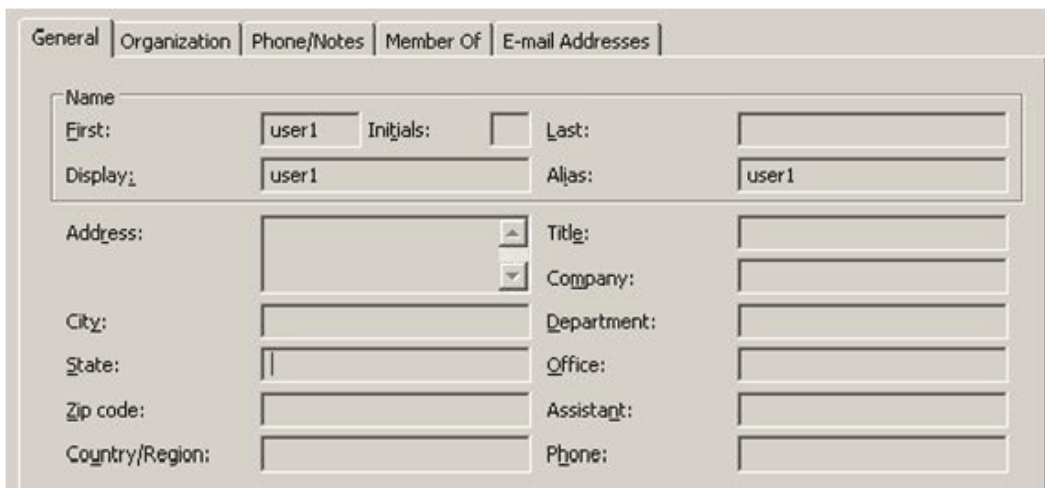 General Organization Phone/Notes Member Of E-mail Addresses
Name
First: user1 Initials: Last:
Display: user1 Alias: user1
Address: Title:
Company:
City: Department:
State: Office:
Zip code: Assistant:
Country/Region: Phone: